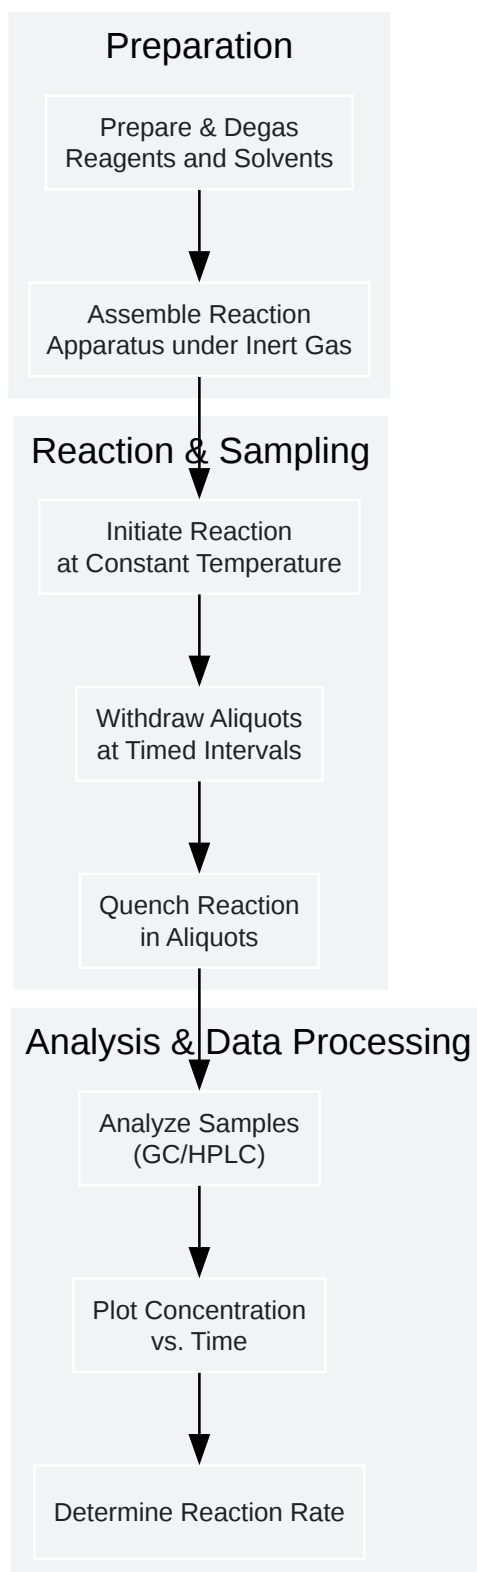 Preparation
Prepare & Degas
Reagents and Solvents
Assemble Reaction
Apparatus under Inert Gas
Reaction & Sampling
Initiate Reaction
at Constant Temperature
Withdraw Aliquots
at Timed Intervals
Quench Reaction
in Aliquots
Analysis & Data Processing
Analyze Samples
(GC/HPLC)
Plot Concentration
vs. Time
Determine Reaction Rate